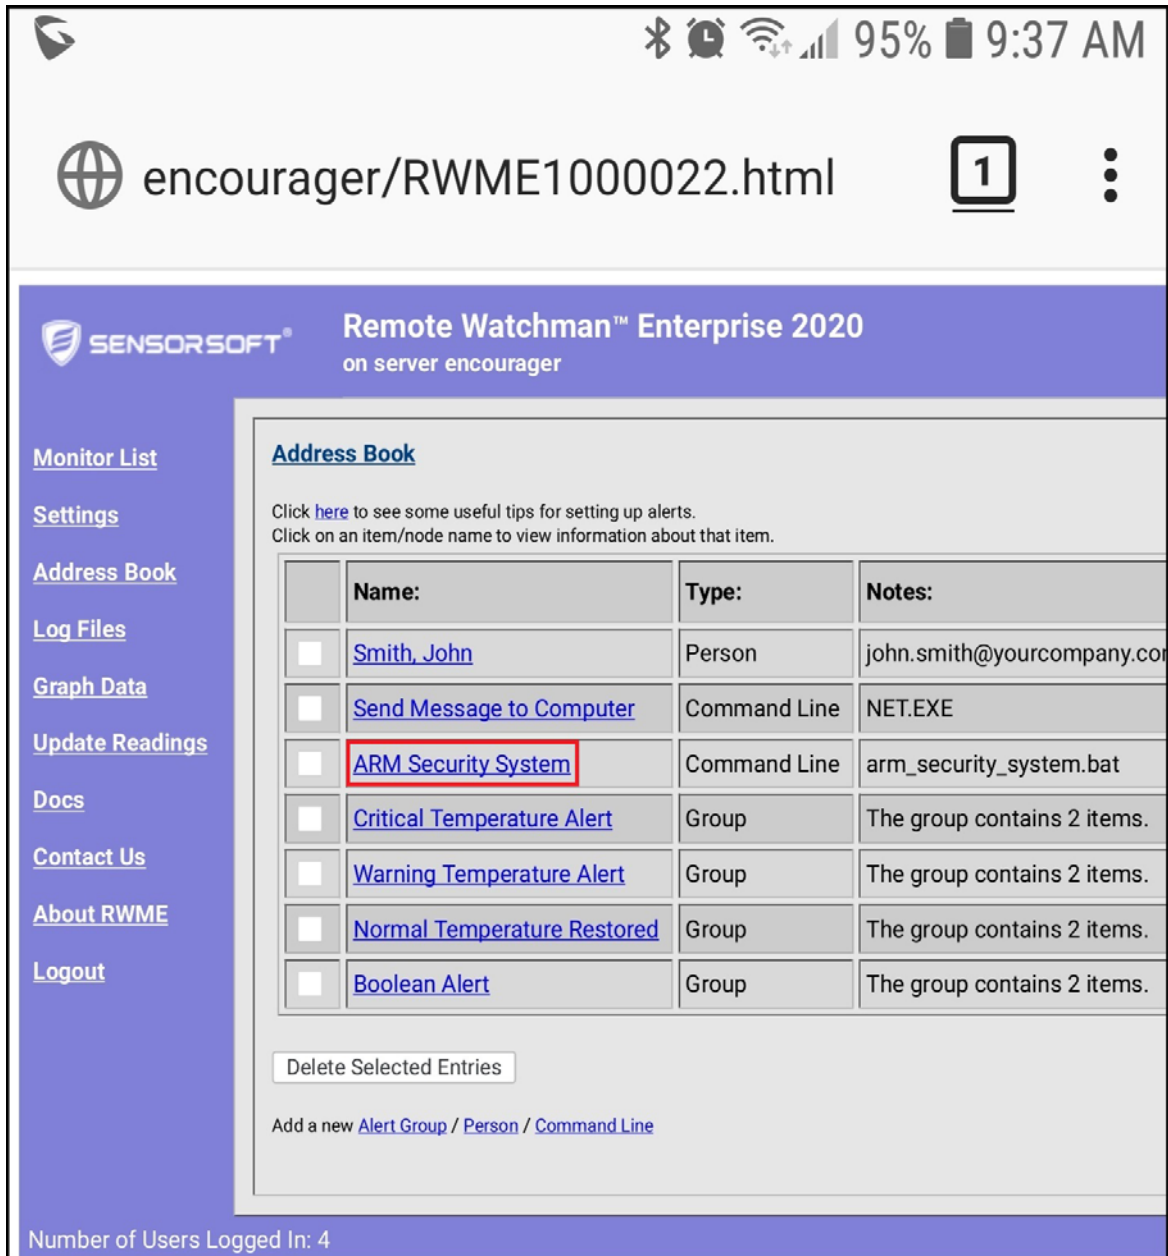 95% 9:37 AM
encourager/RWME1000022.html 1
SENSORSOFT®
Remote Watchman™ Enterprise 2020
on server encourager
Monitor List
Settings
Address Book
Log Files
Graph Data
Update Readings
Docs
Contact Us
About RWME
Logout
Address Book
Click here to see some useful tips for setting up alerts.
Click on an item/node name to view information about that item.
Name: Type: Notes:
Smith, John Person john.smith@yourcompany.cor
Send Message to Computer Command Line NET.EXE
ARM Security System Command Line arm_security_system.bat
Critical Temperature Alert Group The group contains 2 items.
Warning Temperature Alert Group The group contains 2 items.
Normal Temperature Restored Group The group contains 2 items.
Boolean Alert Group The group contains 2 items.
Delete Selected Entries
Add a new Alert Group / Person / Command Line
Number of Users Logged In: 4